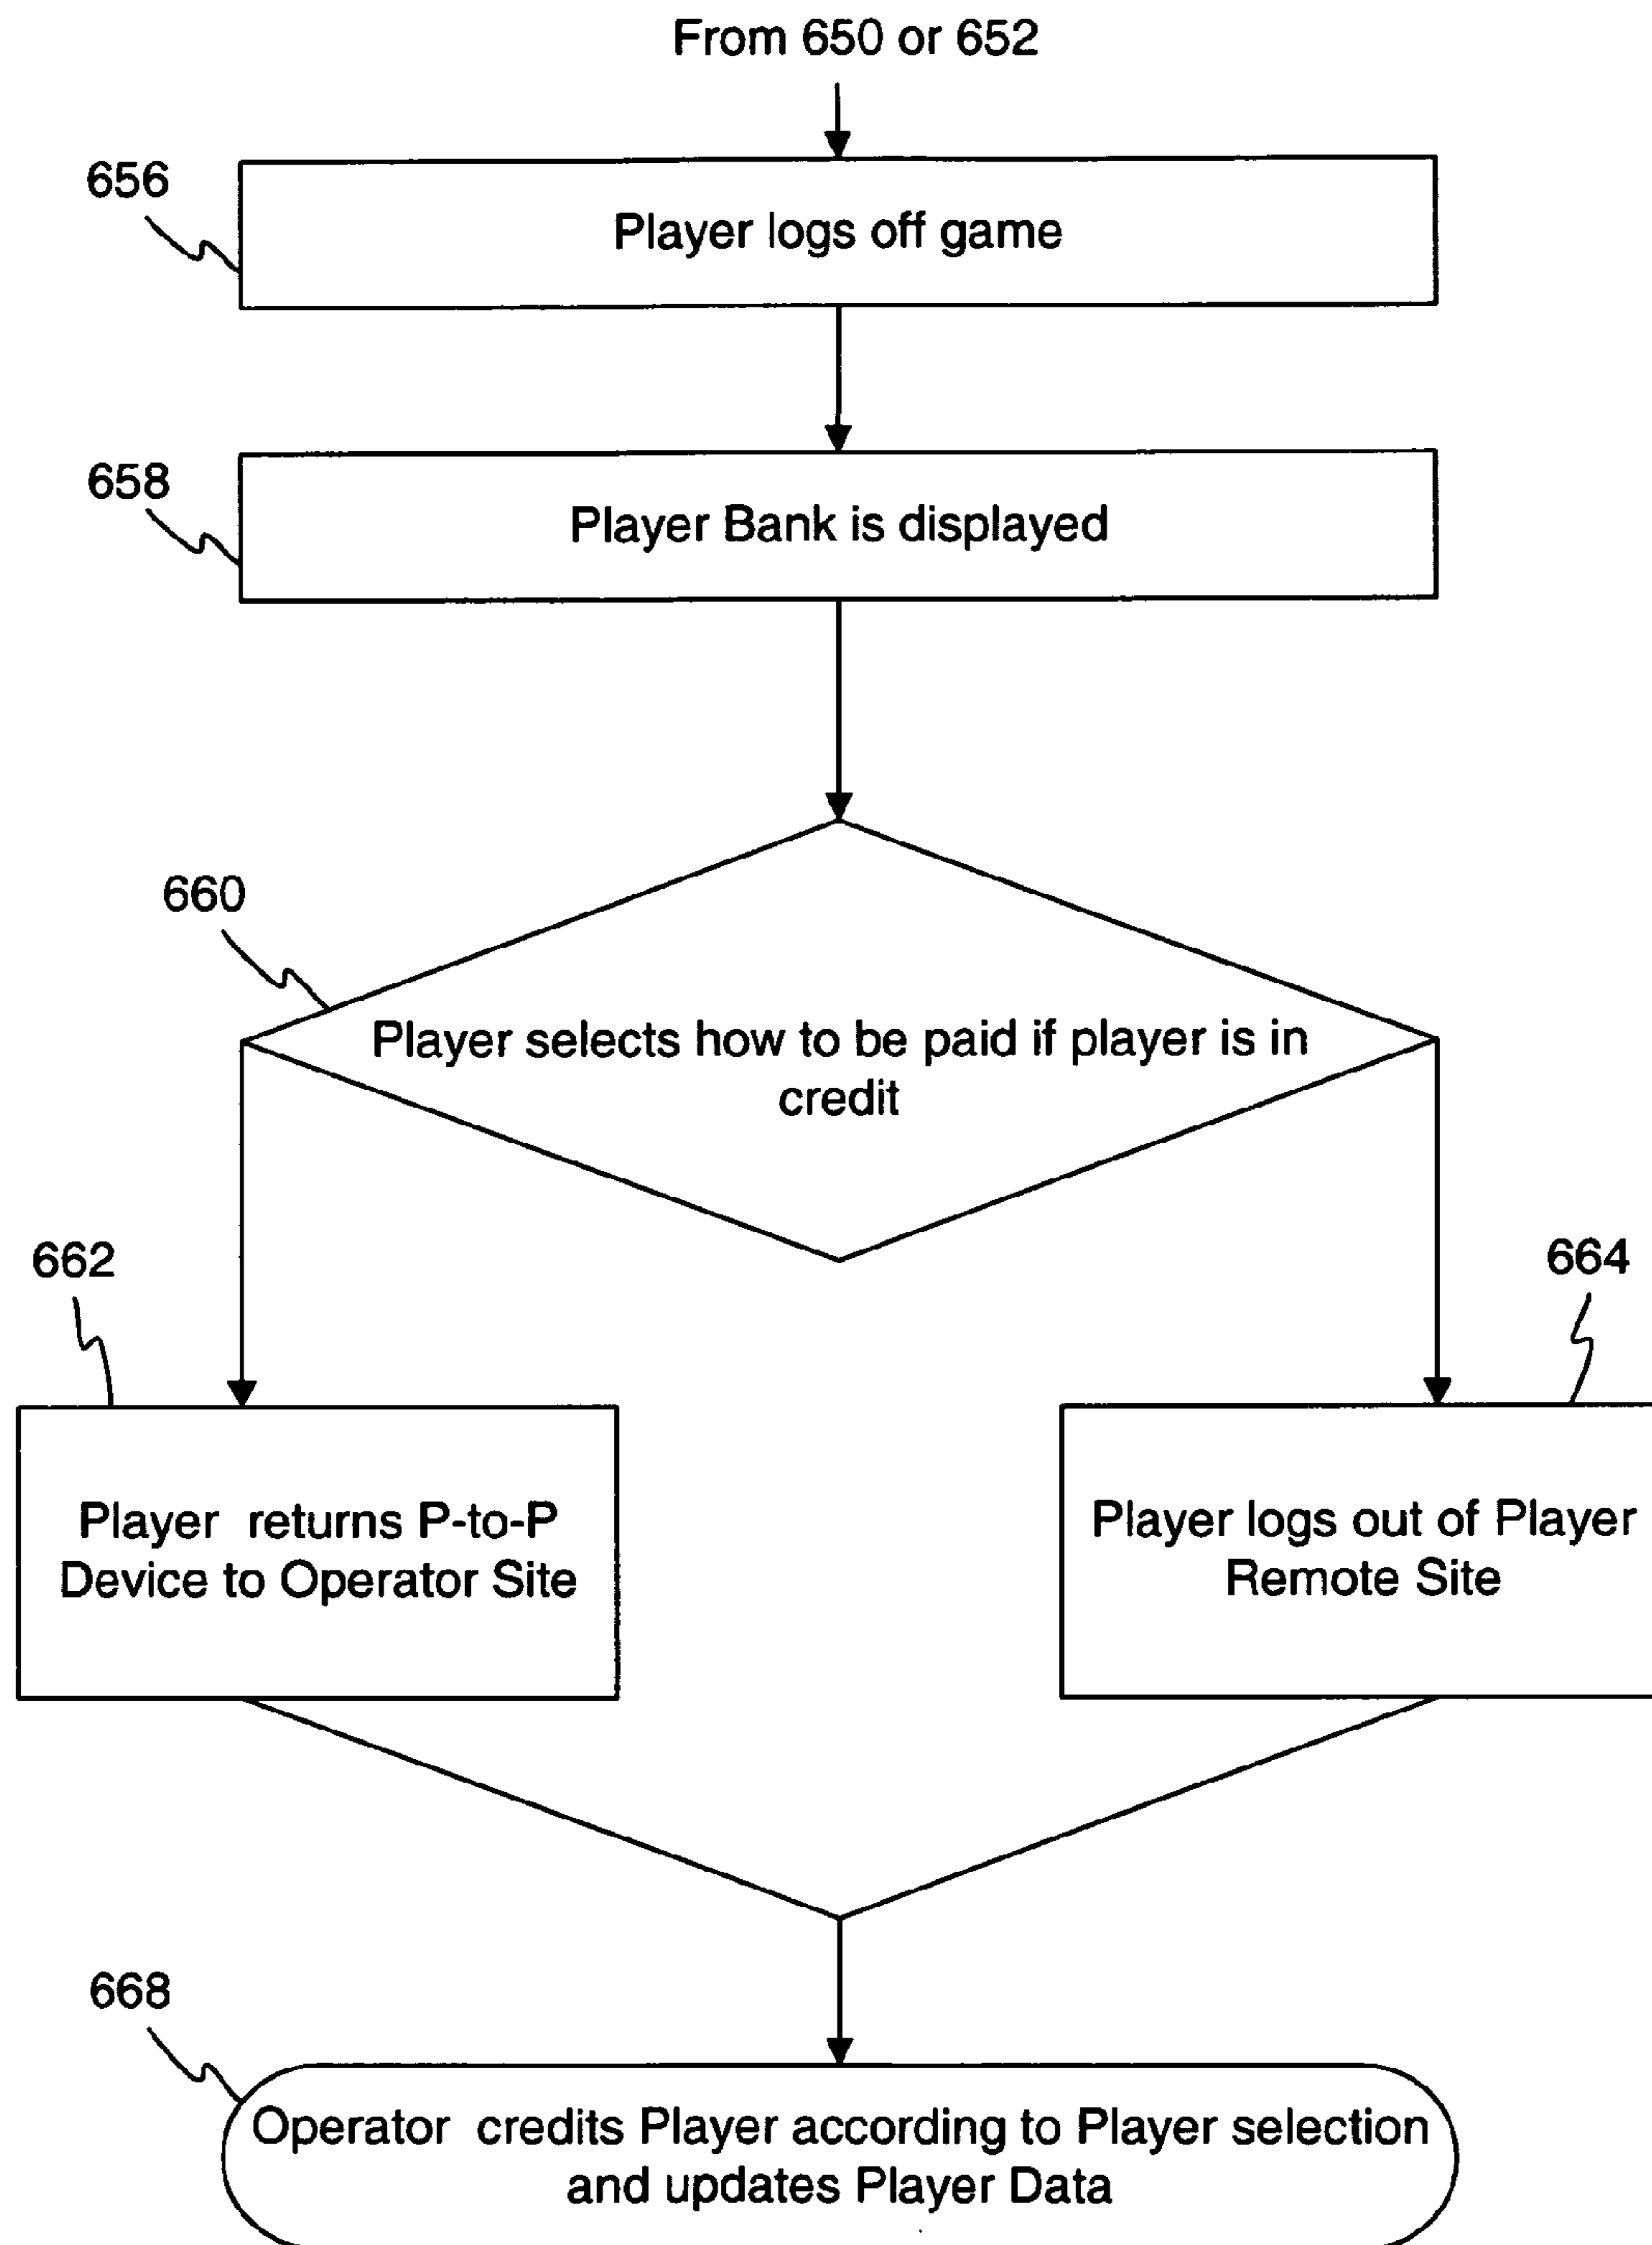 From 650 or 652
656
Player logs off game
658
Player Bank is displayed
660
Player selects how to be paid if player is in
credit
662
664
Player returns P-to-P
Device to Operator Site
Player logs out of Player
Remote Site
668
Operator credits Player according to Player selection
and updates Player Data